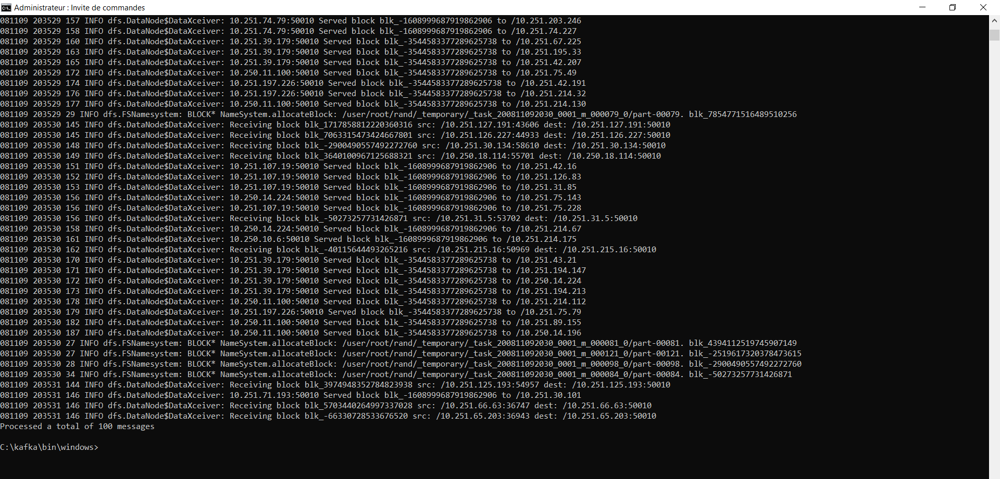 Administrateur : Invite de commandes
081109 203529 157 INFO dfs.DataNode$DataXceiver: 10.251.74.79:50010 Served block blk_-1608999687919862906 to /10.251.203.246
081109 203529 158 INFO dfs.DataNode$DataXceiver: 10.251.74.79:50010 Served block blk_-1608999687919862906 to /10.251.74.227
081109 203529 160 INFO dfs.DataNode$DataXceiver: 10.251.39.179:50010 Served block blk_-3544583377289625738 to /10.251.67.225
081109 203529 163 INFO dfs.DataNode$DataXceiver: 10.251.39.179:50010 Served block blk_-3544583377289625738 to /10.251.195.33
081109 203529 165 INFO dfs.DataNode$DataXceiver: 10.251.39.179:50010 Served block blk_-3544583377289625738 to /10.251.42.207
081109 203529 172 INFO dfs.DataNode$DataXceiver: 10.250.11.100:50010 Served block blk_-3544583377289625738 to /10.251.75.49
081109 203529 174 INFO dfs.DataNode$DataXceiver: 10.251.197.226:50010 Served block blk_-3544583377289625738 to /10.251.42.191
081109 203529 176 INFO dfs.DataNode$DataXceiver: 10.251.197.226:50010 Served block blk_-3544583377289625738 to /10.251.214.32
081109 203529 177 INFO dfs.DataNode$DataXceiver: 10.250.11.100:50010 Served block blk_-3544583377289625738 to /10.251.214.130
081109 203529 29 INFO dfs.FSNamesystem: BLOCK* NameSystem.allocateBlock: /user/root/rand/_temporary/_task_200811092030_0001_m_000079_0/part-00079. blk_7854771516489510256
081109 203530 145 INFO dfs.DataNode$DataXceiver: Receiving block blk_1717858812220360316 src: /10.251.127.191:43606 dest: /10.251.127.191:50010
081109 203530 145 INFO dfs.DataNode$DataXceiver: Receiving block blk_7063315473424667801 src: /10.251.126.227:44933 dest: /10.251.126.227:50010
081109 203530 148 INFO dfs.DataNode$DataXceiver: Receiving block blk_-2900490557492272760 src: /10.251.30.134:58610 dest: /10.251.30.134:50010
081109 203530 149 INFO dfs.DataNode$DataXceiver: Receiving block blk_3640100967125688321 src: /10.250.18.114:55701 dest: /10.250.18.114:50010
081109 203530 151 INFO dfs.DataNode$DataXceiver: 10.251.107.19:50010 Served block blk_-1608999687919862906 to /10.251.42.16
081109 203530 152 INFO dfs.DataNode$DataXceiver: 10.251.107.19:50010 Served block blk_-1608999687919862906 to /10.251.126.83
081109 203530 153 INFO dfs.DataNode$DataXceiver: 10.251.107.19:50010 Served block blk_-1608999687919862906 to /10.251.31.85
081109 203530 156 INFO dfs.DataNode$DataXceiver: 10.250.14.224:50010 Served block blk_-1608999687919862906 to /10.251.75.143
081109 203530 156 INFO dfs.DataNode$DataXceiver: 10.251.107.19:50010 Served block blk_-1608999687919862906 to /10.251.75.228
081109 203530 156 INFO dfs.DataNode$DataXceiver: Receiving block blk_-50273257731426871 src: /10.251.31.5:53702 dest: /10.251.31.5:50010
081109 203530 158 INFO dfs.DataNode$DataXceiver: 10.250.14.224:50010 Served block blk_-1608999687919862906 to /10.251.214.67
081109 203530 161 INFO dfs.DataNode$DataXceiver: 10.250.10.6:50010 Served block blk_-1608999687919862906 to /10.251.214.175
081109 203530 162 INFO dfs.DataNode$DataXceiver: Receiving block blk_-40115644493265216 src: /10.251.215.16:50969 dest: /10.251.215.16:50010
081109 203530 170 INFO dfs.DataNode$DataXceiver: 10.251.39.179:50010 Served block blk_-3544583377289625738 to /10.251.43.21
081109 203530 171 INFO dfs.DataNode$DataXceiver: 10.251.39.179:50010 Served block blk_-3544583377289625738 to /10.251.194.147
081109 203530 172 INFO dfs.DataNode$DataXceiver: 10.251.39.179:50010 Served block blk_-3544583377289625738 to /10.250.14.224
081109 203530 173 INFO dfs.DataNode$DataXceiver: 10.251.39.179:50010 Served block blk_-3544583377289625738 to /10.251.194.213
081109 203530 178 INFO dfs.DataNode$DataXceiver: 10.250.11.100:50010 Served block blk_-3544583377289625738 to /10.251.214.112
081109 203530 179 INFO dfs.DataNode$DataXceiver: 10.251.197.226:50010 Served block blk_-3544583377289625738 to /10.251.75.79
081109 203530 182 INFO dfs.DataNode$DataXceiver: 10.250.11.100:50010 Served block blk_-3544583377289625738 to /10.251.89.155
081109 203530 187 INFO dfs.DataNode$DataXceiver: 10.250.11.100:50010 Served block blk_-3544583377289625738 to /10.250.14.196
081109 203530 27 INFO dfs.FSNamesystem: BLOCK* NameSystem.allocateBlock: /user/root/rand/_temporary/_task_200811092030_0001_m_000081_0/part-00081. blk_4394112519745907149
081109 203530 27 INFO dfs.FSNamesystem: BLOCK* NameSystem.allocateBlock: /user/root/rand/_temporary/_task_200811092030_0001_m_000121_0/part-00121. blk_-2519617320378473615
081109 203530 28 INFO dfs.FSNamesystem: BLOCK* NameSystem.allocateBlock: /user/root/rand/_temporary/_task_200811092030_0001_m_000098_0/part-00098. blk_-2900490557492272760
081109 203530 34 INFO dfs.FSNamesystem: BLOCK* NameSystem.allocateBlock: /user/root/rand/_temporary/_task_200811092030_0001_m_000084_0/part-00084. blk_-50273257731426871
081109 203531 144 INFO dfs.DataNode$DataXceiver: Receiving block blk_3974948352784823938 src: /10.251.125.193:54957 dest: /10.251.125.193:50010
081109 203531 146 INFO dfs.DataNode$DataXceiver: 10.251.71.193:50010 Served block blk_-1608999687919862906 to /10.251.30.101
081109 203531 146 INFO dfs.DataNode$DataXceiver: Receiving block blk_5703440264997337028 src: /10.251.66.63:36747 dest: /10.251.66.63:50010
081109 203531 146 INFO dfs.DataNode$DataXceiver: Receiving block blk_-66330728533676520 src: /10.251.65.203:36943 dest: /10.251.65.203:50010
Processed a total of 100 messages
C:\kafka\bin\windows>